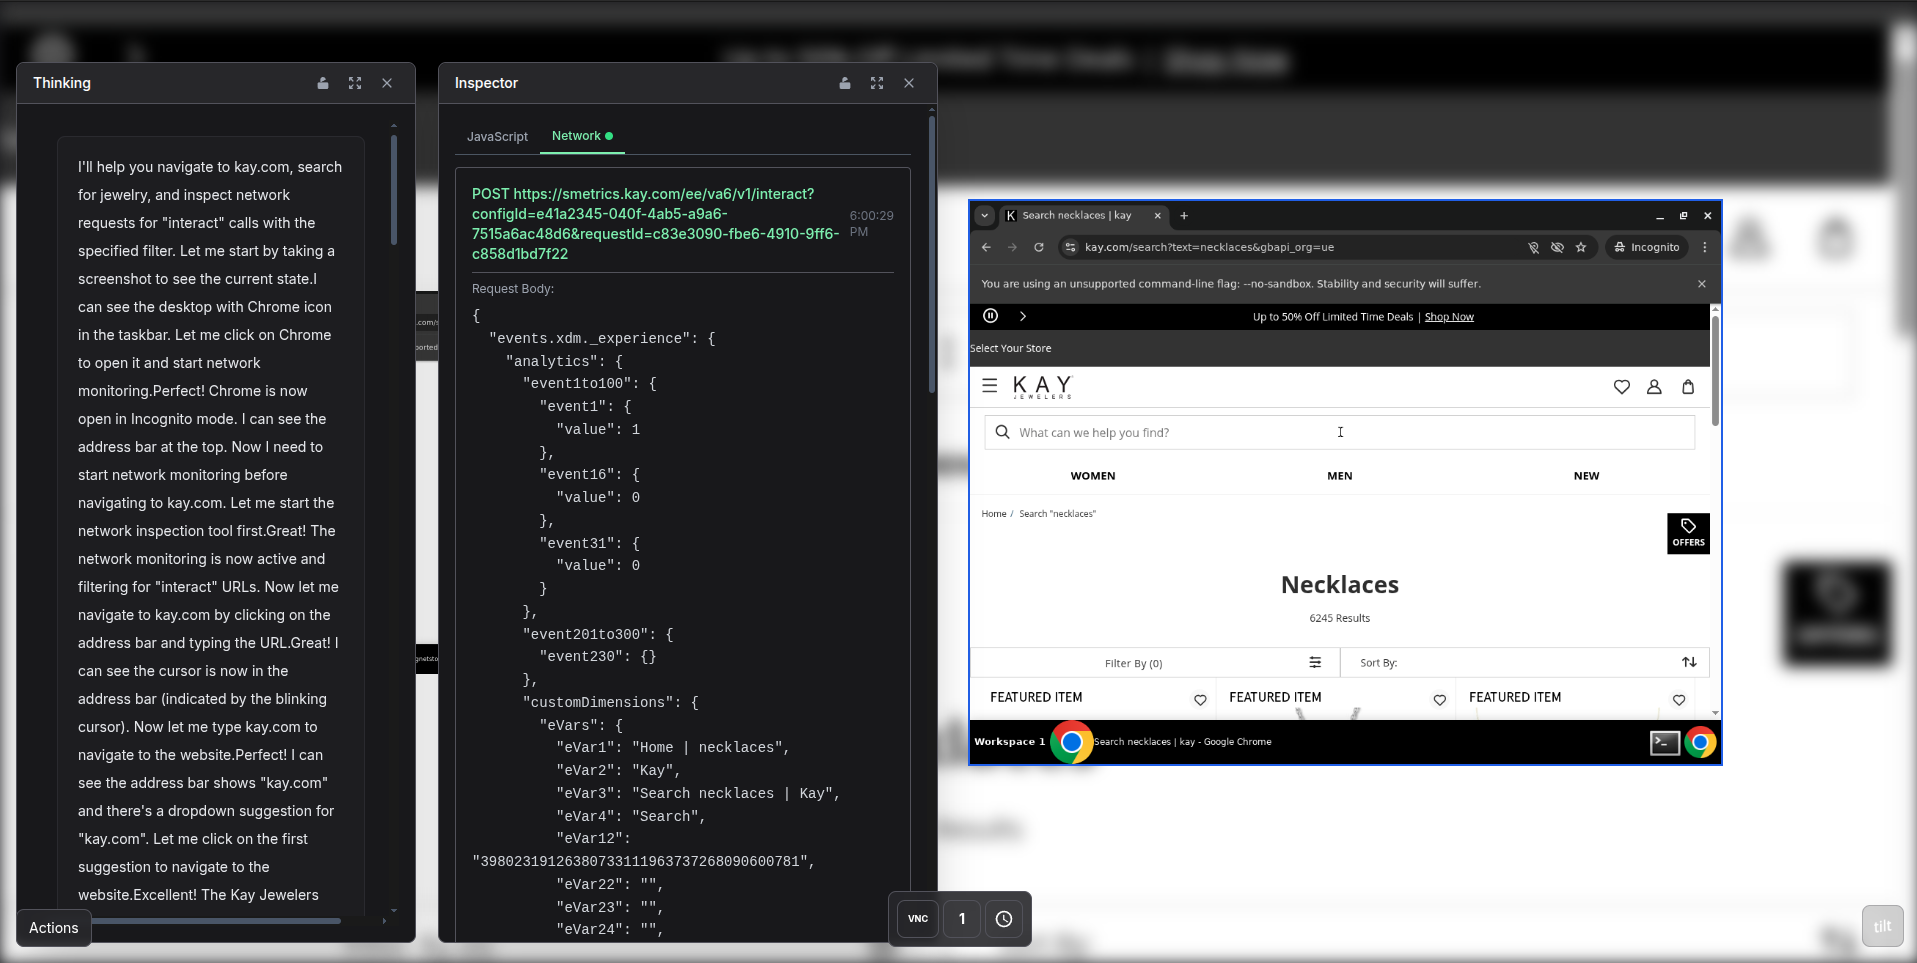 Up to 50% Off Limited Time Deals | Shop Now
Thinking
I'll help you navigate to kay.com, search
for jewelry, and inspect network
requests for "interact" calls with the
specified filter. Let me start by taking a
screenshot to see the current state.I
can see the desktop with Chrome icon
in the taskbar. Let me click on Chrome
to open it and start network
monitoring.Perfect! Chrome is now
open in Incognito mode. I can see the
address bar at the top. Now I need to
start network monitoring before
navigating to kay.com. Let me start the
network inspection tool first.Great! The
network monitoring is now active and
filtering for "interact" URLs. Now let me
navigate to kay.com by clicking on the
address bar and typing the URL.Great! I
can see the cursor is now in the
address bar (indicated by the blinking
cursor). Now let me type kay.com to
navigate to the website.Perfect! I can
see the address bar shows "kay.com"
and there's a dropdown suggestion for
"kay.com". Let me click on the first
suggestion to navigate to the
website.Excellent! The Kay Jewelers
Actions
Inspector
JavaScript
Network
POST https://smetrics.kay.com/ee/va6/v1/interact?
configId=e41a2345-040f-4ab5-a9a6-
7515a6ac48d6&requestId=c83e3090-fbe6-4910-9ff6-
c858d1bd7f22
6:00:29
PM
Request Body:
{
"events.xdm._experience": {
"analytics": {
"event1to100": {
"event1": {
"value": 1
},
"event16": {
"value": 0
},
"event31": {
"value": 0
}
},
"event201to300": {
"event230": {}
},
"customDimensions": {
"eVars": {
"eVar1": "Home | necklaces",
"eVar2": "Kay",
"eVar3": "Search necklaces | Kay",
"eVar4": "Search",
"eVar12":
"39802319126380733111963737268090600781",
"eVar22": "",
"eVar23": "",
"eVar24": "",
VNC
1
K Search necklaces | kay
kay.com/search?text=necklaces&gbapi_org=ue
Incognito
You are using an unsupported command-line flag: --no-sandbox. Stability and security will suffer.
Up to 50% Off Limited Time Deals | Shop Now
Select Your Store
KAY
JEWELERS
What can we help you find?
WOMEN
MEN
NEW
Home / Search "necklaces"
OFFERS
Necklaces
6245 Results
Filter By (0)
Sort By:
FEATURED ITEM
FEATURED ITEM
FEATURED ITEM
Workspace 1
Search necklaces | kay - Google Chrome
tilt